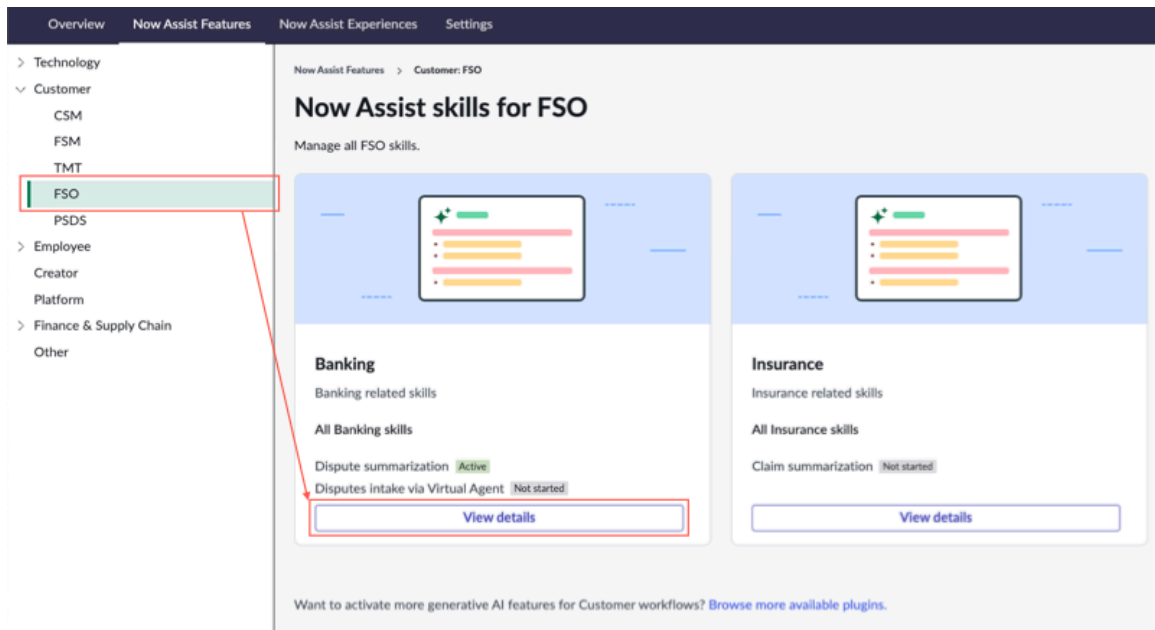 Overview Now Assist Features Now Assist Experiences Settings
Technology
Customer
CSM
FSM
TMT
FSO
PSDS
Employee
Creator
Platform
Finance & Supply Chain
Other
Now Assist Features > Customer: FSO
Now Assist skills for FSO
Manage all FSO skills.
Banking
Banking related skills
All Banking skills
Dispute summarization Active
Disputes intake via Virtual Agent Not started
View details
Insurance
Insurance related skills
All Insurance skills
Claim summarization Not started
View details
Want to activate more generative AI features for Customer workflows? Browse more available plugins.